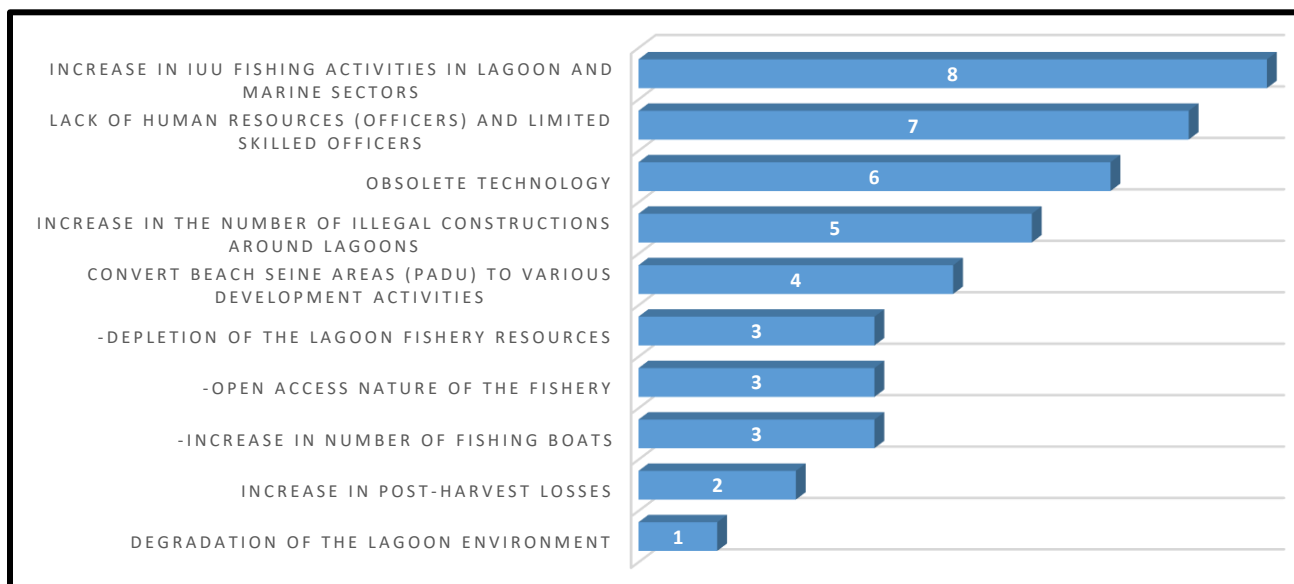 INCREASE IN IUU FISHING ACTIVITIES IN LAGOON AND
MARINE SECTORS
8
LACK OF HUMAN RESOURCES (OFFICERS) AND LIMITED
SKILLED OFFICERS
7
OBSOLETE TECHNOLOGY
6
INCREASE IN THE NUMBER OF ILLEGAL CONSTRUCTIONS
AROUND LAGOONS
5
CONVERT BEACH SEINE AREAS (PADU) TO VARIOUS
DEVELOPMENT ACTIVITIES
4
-DEPLETION OF THE LAGOON FISHERY RESOURCES
3
-OPEN ACCESS NATURE OF THE FISHERY
3
-INCREASE IN NUMBER OF FISHING BOATS
3
INCREASE IN POST-HARVEST LOSSES
2
DEGRADATION OF THE LAGOON ENVIRONMENT
1